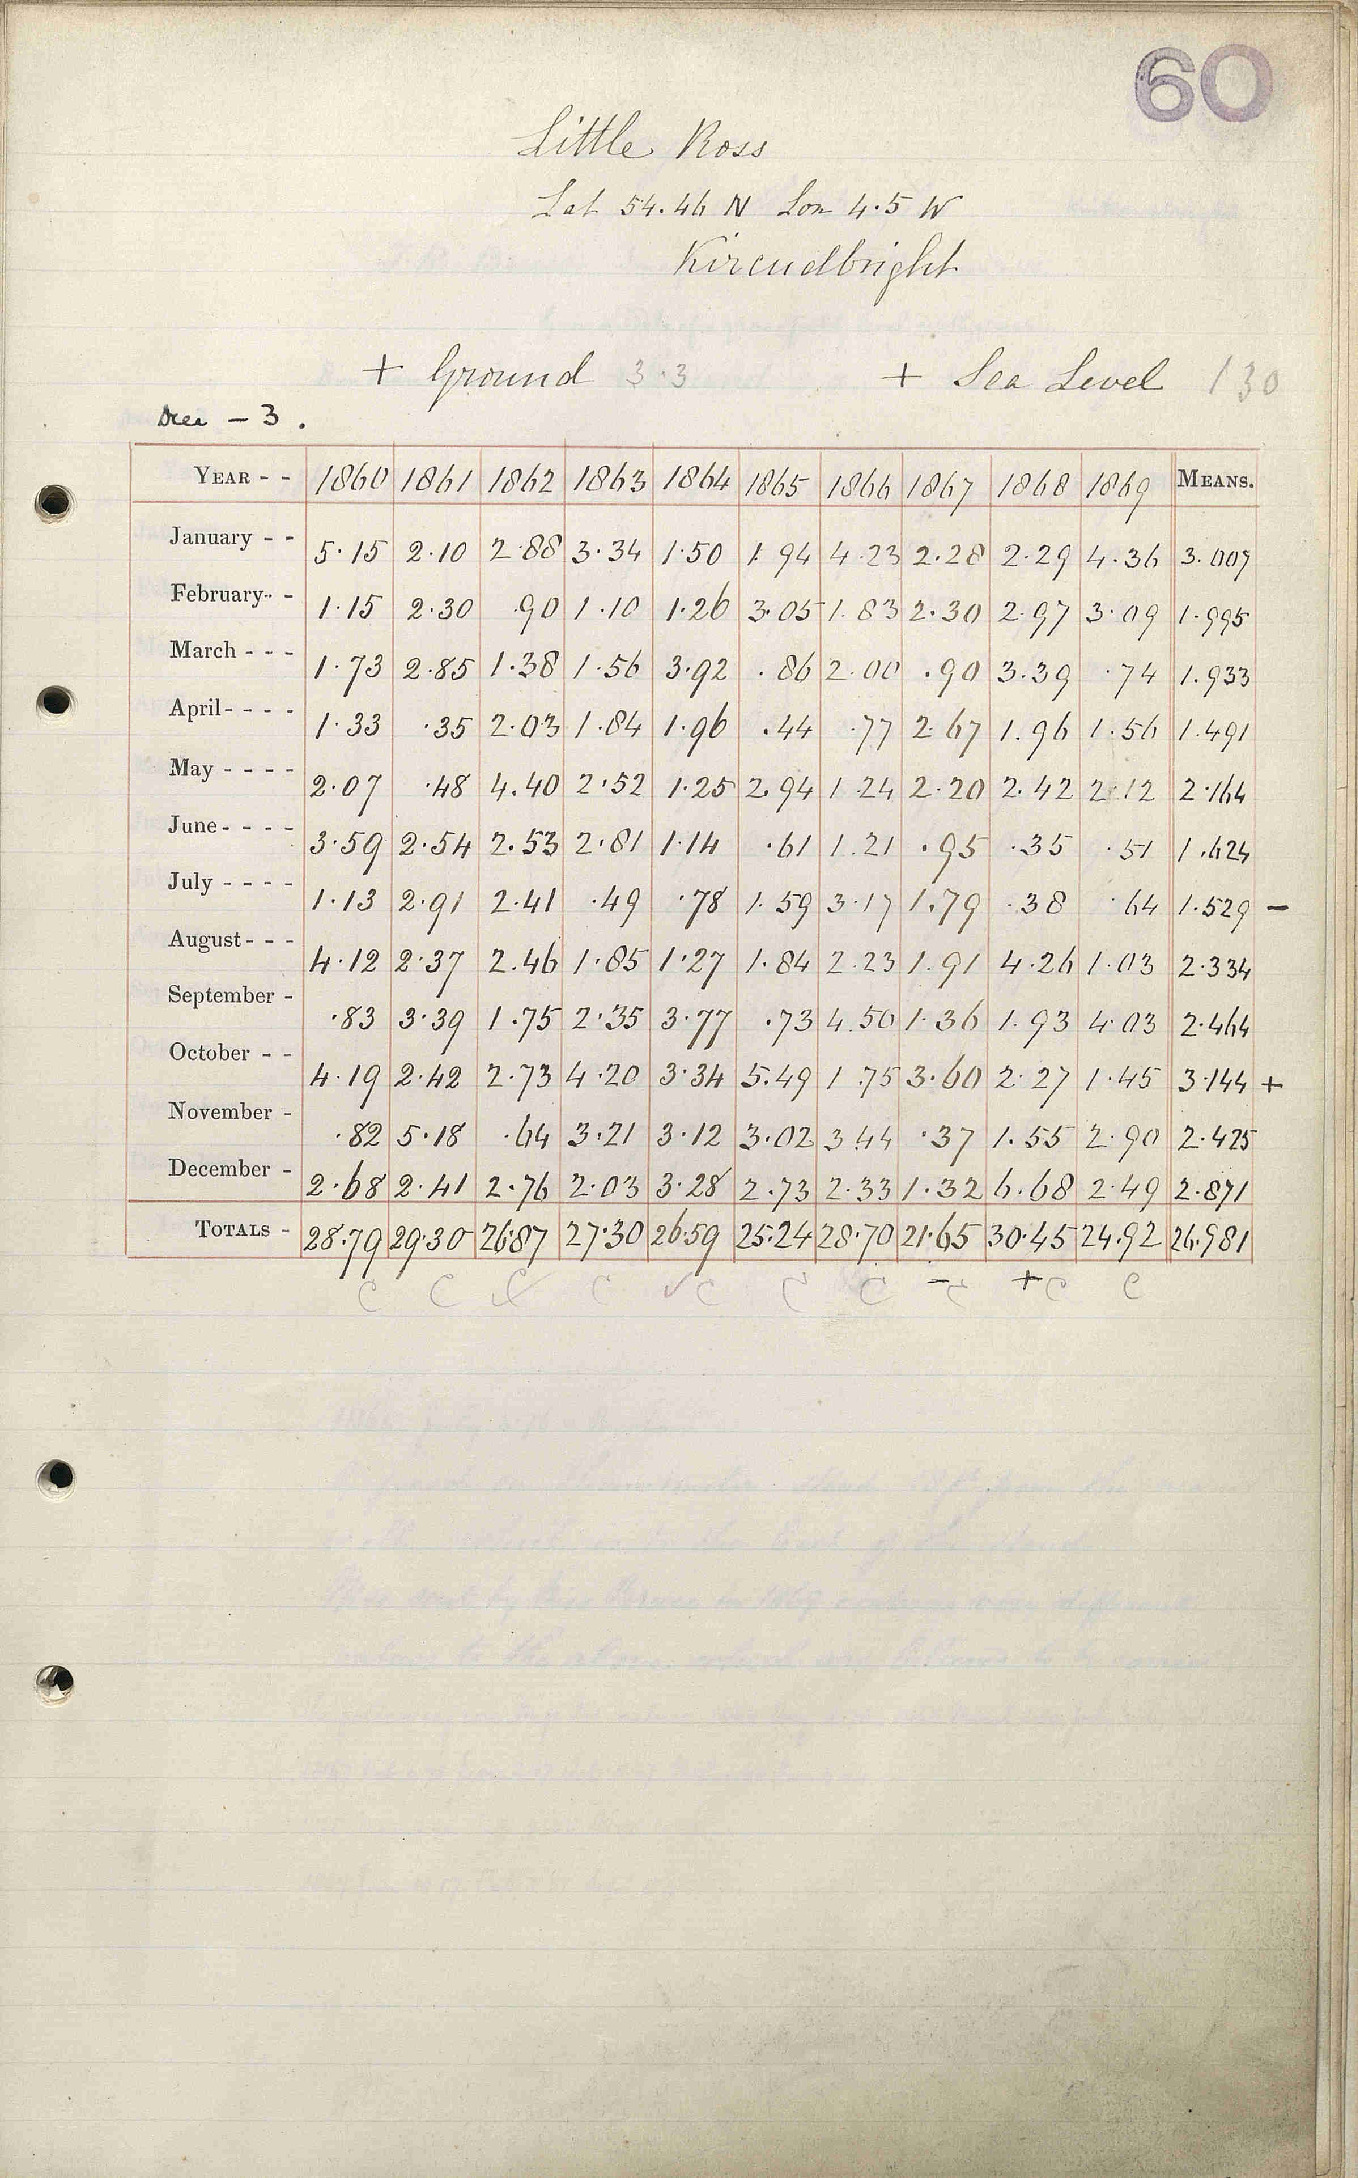 60
Little Ross
Lat 54.46 N Lon 4.5 W
Kircudbright
+ Ground 3.3 + Sea Level 130
- 3.
YEAR - - 1860 1861 1862 1863 1864 1865 1866 1867 1868 1869 MEANS.
January - - 5.15 2.10 2.88 3.34 1.50 1.94 4.23 2.28 2.29 4.36 3.007
February - - 1.15 2.30 .90 1.10 1.26 3.05 1.83 2.30 2.97 3.09 1.995
March - - - 1.73 2.85 1.38 1.56 3.92 .86 2.00 .90 3.39 .74 1.933
April - - - - 1.33 .35 2.03 1.84 1.96 .44 .77 2.67 1.96 1.56 1.491
May - - - - 2.07 .48 4.40 2.52 1.25 2.94 1.24 2.20 2.42 2.12 2.164
June - - - - 3.59 2.54 2.53 2.81 1.14 .61 1.21 .95 .35 .51 1.624
July - - - - 1.13 2.91 2.41 .49 .78 1.59 3.17 1.79 .38 .64 1.529 -
August - - - 4.12 2.37 2.46 1.85 1.27 1.84 2.23 1.91 4.26 1.03 2.334
September - .83 3.39 1.75 2.35 3.77 .73 4.50 1.36 1.93 4.03 2.464
October - - 4.19 2.42 2.73 4.20 3.34 5.49 1.75 3.60 2.27 1.45 3.144 +
November - .82 5.18 .64 3.21 3.12 3.02 3.44 .37 1.55 2.90 2.425
December - 2.68 2.41 2.76 2.03 3.28 2.73 2.33 1.32 6.68 2.49 2.871
TOTALS - 28.79 29.30 26.87 27.30 26.59 25.24 28.70 21.65 30.45 24.92 26.981
C C C ✓ C ✓ C C C - C + C C